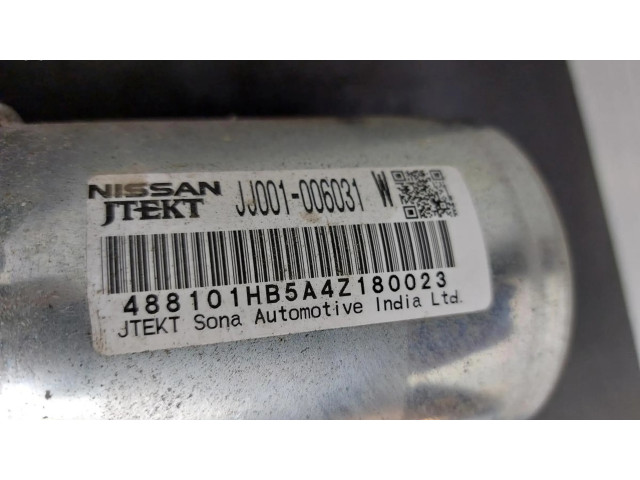 NISSAN
JTEKT JJ001-006031 W
488101HB5A4Z180023
JTEKT Sona Automotive India Ltd.